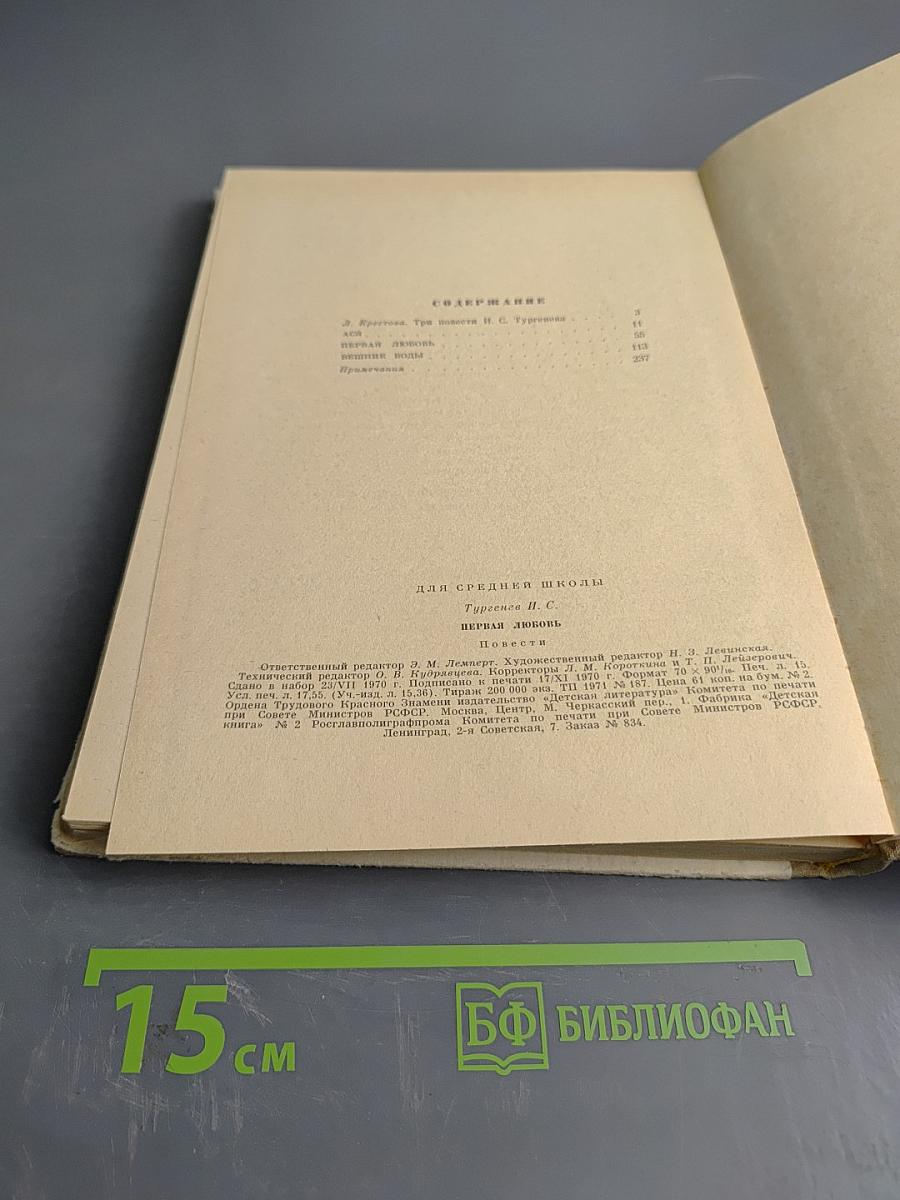 СОДЕРЖАНИЕ
Л. Крестова. Три повести И. С. Тургенева . . . . . 3
АСЯ . . . . . . . . . . . . . . . . 11
ПЕРВАЯ ЛЮБОВЬ . . . . . . . . . . . . 55
ВЕШНИЕ ВОДЫ . . . . . . . . . . . . 113
Примечания . . . . . . . . . . . . . 237
ДЛЯ СРЕДНЕЙ ШКОЛЫ
Тургенев И. С.
ПЕРВАЯ ЛЮБОВЬ
Повести
Ответственный редактор Э. М. Лемперт. Художественный редактор Н. З. Левинская.
Технический редактор О. В. Кудрявцева. Корректоры Л. М. Короткина и Т. П. Лейзерович.
Сдано в набор 23/VII 1970 г. Подписано к печати 17/XI 1970 г. Формат 70 × 90¹/₁₆. Печ. л. 15.
Усл. печ. л. 17,55. (Уч.-изд. л. 15,36). Тираж 200 000 экз. ТП 1971 № 187. Цена 61 коп. на бум. № 2.
Ордена Трудового Красного Знамени издательство «Детская литература» Комитета по печати
при Совете Министров РСФСР. Москва, Центр, М. Черкасский пер., 1. Фабрика «Детская
книга» № 2 Росглавполиграфпрома Комитета по печати при Совете Министров РСФСР.
Ленинград, 2-я Советская, 7. Заказ № 834.
15 см
БФ БИБЛИОФАН